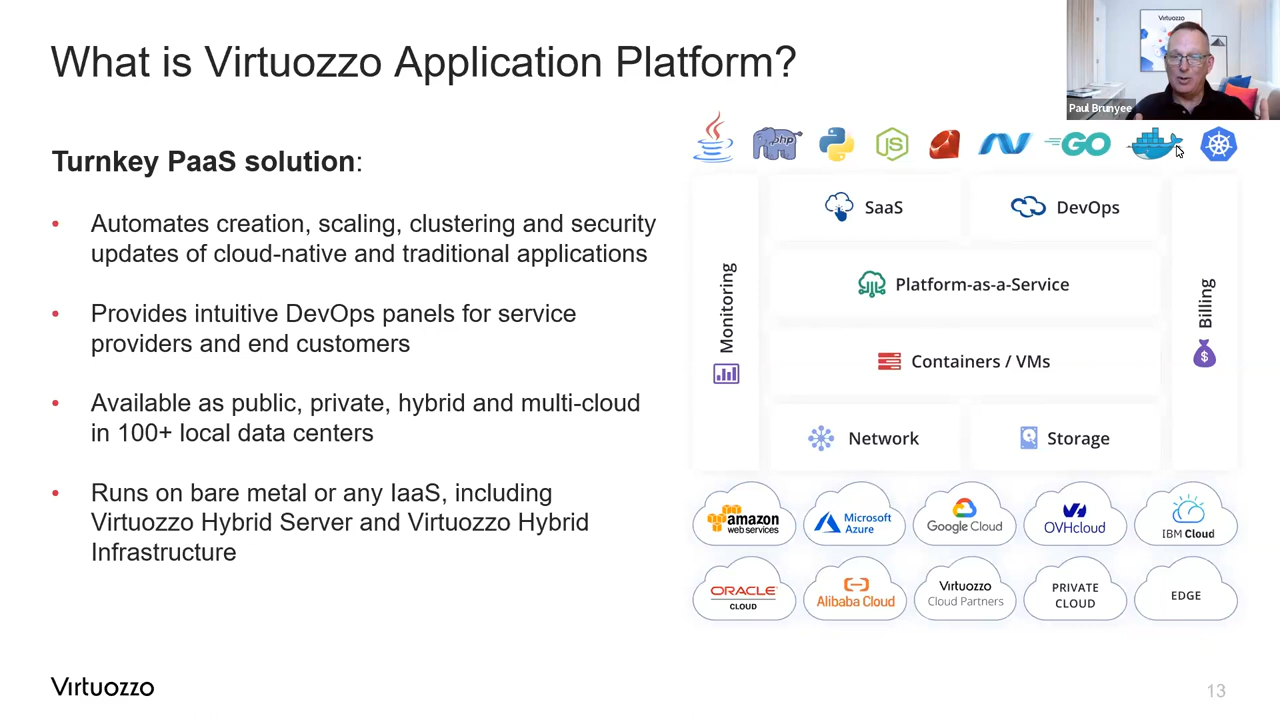 What is Virtuozzo Application Platform?
Virtuozzo
Paul Brunyee
Turnkey PaaS solution:
• Automates creation, scaling, clustering and security
updates of cloud-native and traditional applications
• Provides intuitive DevOps panels for service
providers and end customers
• Available as public, private, hybrid and multi-cloud
in 100+ local data centers
• Runs on bare metal or any IaaS, including
Virtuozzo Hybrid Server and Virtuozzo Hybrid
Infrastructure
php
JS
GO
Monitoring
SaaS
DevOps
Platform-as-a-Service
Containers / VMs
Network
Storage
Billing
$
amazon
web services
Microsoft
Azure
Google Cloud
OVHcloud
IBM Cloud
ORACLE
CLOUD
Alibaba Cloud
Virtuozzo
Cloud Partners
PRIVATE
CLOUD
EDGE
Virtuozzo
13